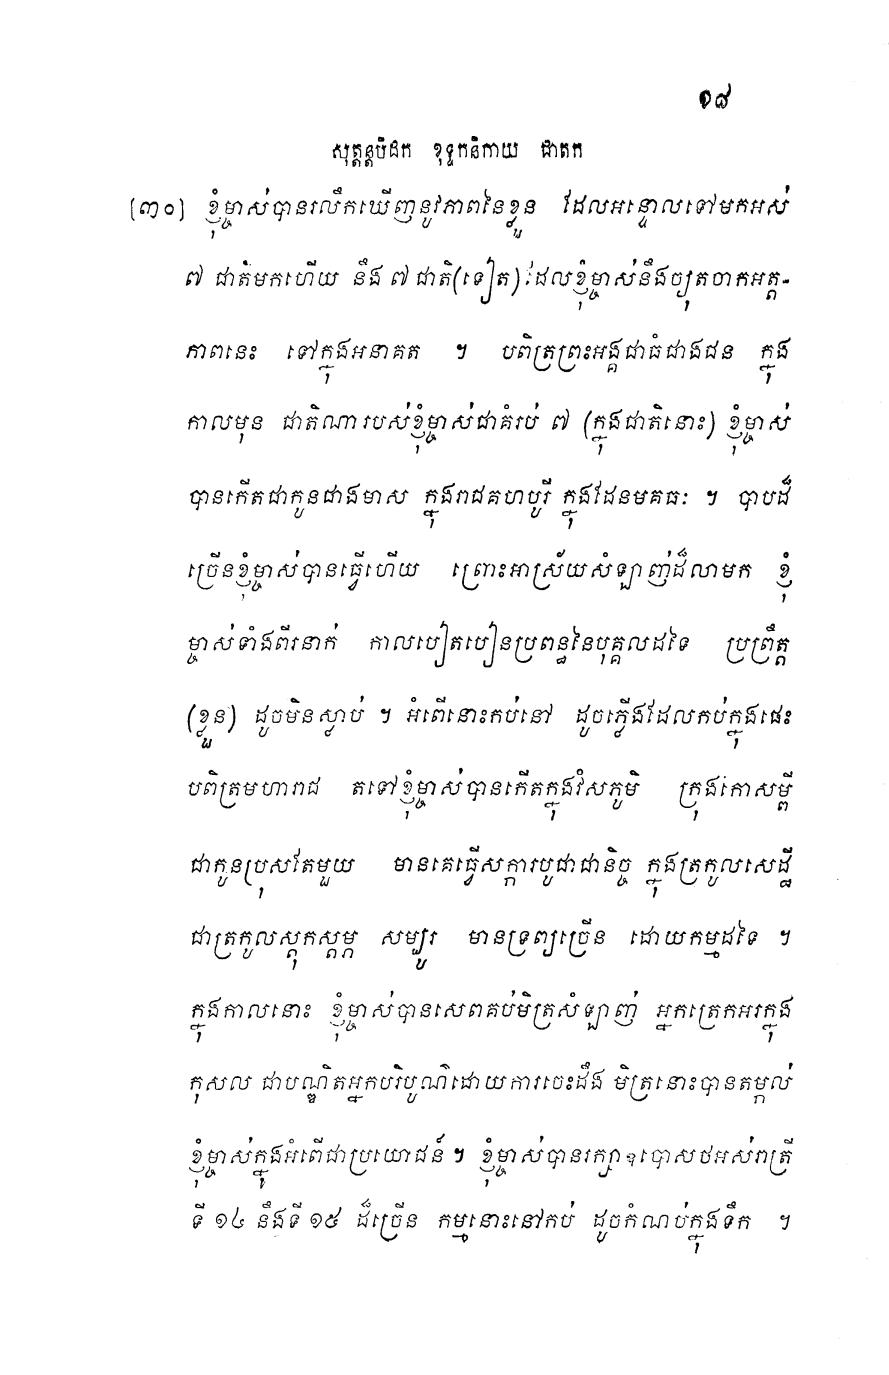 ១៨
សុត្តន្តបិដក ខុទ្ទកនិកាយ ជាតក
[៣០] ខ្ញុំម្ចាស់បានរលឹកឃើញនូវភាពនៃខ្លួន ដែលអន្ទោលទៅមកអស់
៧ ជាតិមកហើយ នឹង ៧ ជាតិ(ទៀត) ដែលខ្ញុំម្ចាស់នឹងច្យុតចាកអត្ត-
ភាពនេះ ទៅក្នុងអនាគត ។ បពិត្រព្រះអង្គជាធំជាងជន ក្នុង
កាលមុន ជាតិណារបស់ខ្ញុំម្ចាស់ជាគំរប់ ៧ (ក្នុងជាតិនោះ) ខ្ញុំម្ចាស់
បានកើតជាកូនជាងមាស ក្នុងរាជគហបូរី ក្នុងដែនមគធៈ ។ បាបដ៏
ច្រើនខ្ញុំម្ចាស់បានធ្វើហើយ ព្រោះអាស្រ័យសំឡាញ់ដ៏លាមក ខ្ញុំ
ម្ចាស់ទាំងពីរនាក់ កាលបៀតបៀនប្រពន្ធនៃបុគ្គលដទៃ ប្រព្រឹត្ត
(ខ្លួន) ដូចមិនស្លាប់ ។ អំពើនោះកប់នៅ ដូចភ្លើងដែលកប់ក្នុងផេះ
បពិត្រមហារាជ តទៅខ្ញុំម្ចាស់បានកើតក្នុងវំសភូមិ ក្រុងកោសម្ពី
ជាកូនប្រុសតែមួយ មានគេធ្វើសក្ការបូជាជានិច្ច ក្នុងត្រកូលសេដ្ឋី
ជាត្រកូលស្តុកស្តម្ភ សម្បូរ មានទ្រព្យច្រើន ដោយកម្មដទៃ ។
ក្នុងកាលនោះ ខ្ញុំម្ចាស់បានសេពគប់មិត្រសំឡាញ់ អ្នកត្រេកអរក្នុង
កុសល ជាបណ្ឌិតអ្នកបរិបូណ៌ដោយការចេះដឹង មិត្រនោះបានតម្កល់
ខ្ញុំម្ចាស់ក្នុងអំពើជាប្រយោជន៍ ។ ខ្ញុំម្ចាស់បានរក្សាឧបោសថអស់រាត្រី
ទី ១៤ នឹងទី ១៥ ដ៏ច្រើន កម្មនោះនៅកប់ ដូចកំណប់ក្នុងទឹក ។